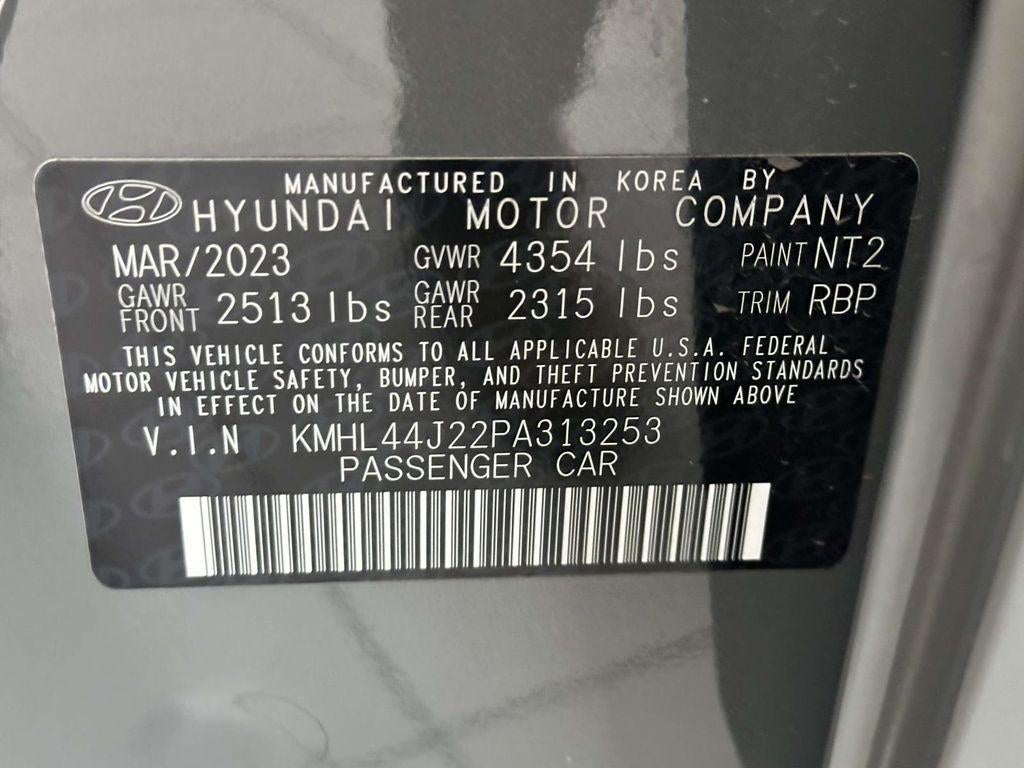 MANUFACTURED IN KOREA BY
HYUNDAI MOTOR COMPANY
MAR/2023 GVWR 4354 lbs PAINT NT2
GAWR FRONT 2513 lbs GAWR REAR 2315 lbs TRIM RBP
THIS VEHICLE CONFORMS TO ALL APPLICABLE U.S.A. FEDERAL
MOTOR VEHICLE SAFETY, BUMPER, AND THEFT PREVENTION STANDARDS
IN EFFECT ON THE DATE OF MANUFACTURE SHOWN ABOVE
V.I.N KMHL44J22PA313253
PASSENGER CAR